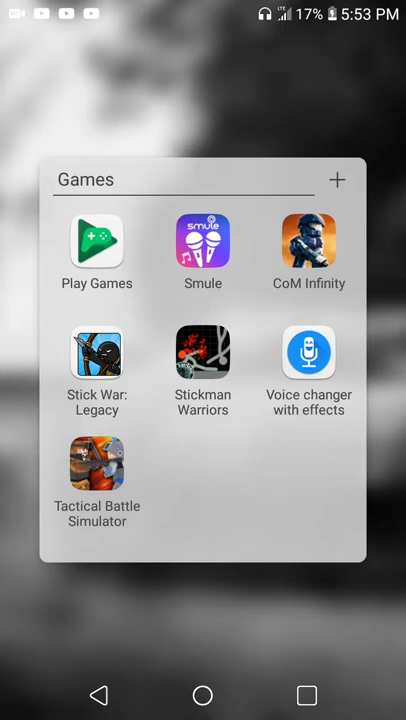 LTE 17% 5:53 PM
Games
Play Games
smule
Smule
CoM Infinity
Stick War:
Legacy
Stickman
Warriors
Voice changer
with effects
Tactical Battle
Simulator